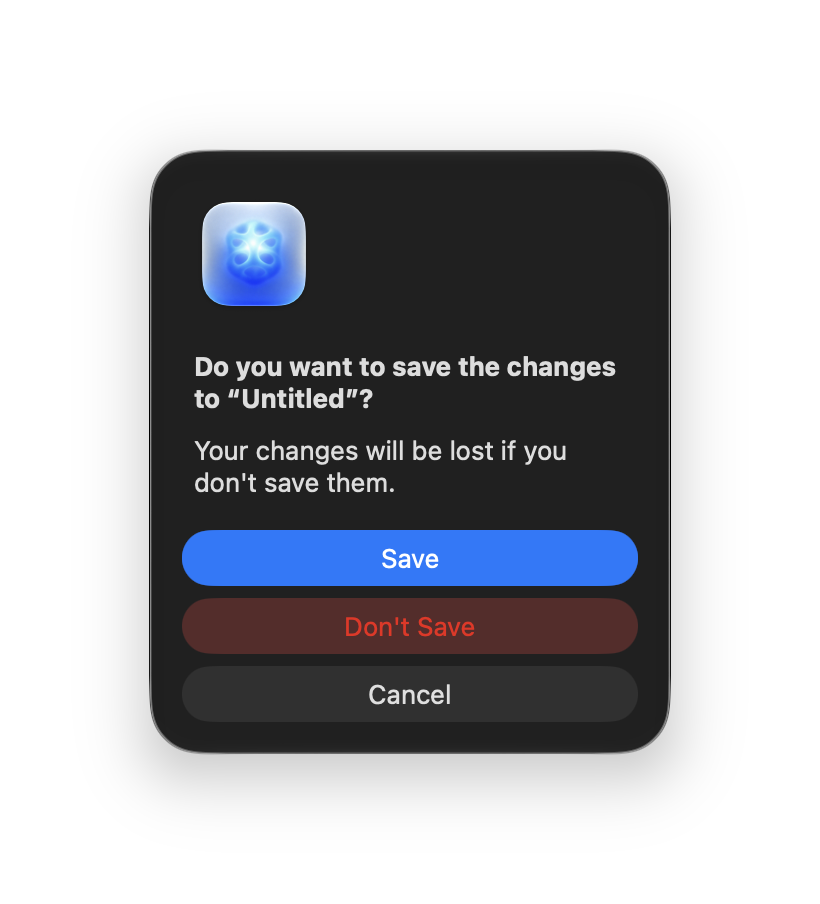 Do you want to save the changes
to “Untitled”?
Your changes will be lost if you
don't save them.
Save
Don't Save
Cancel